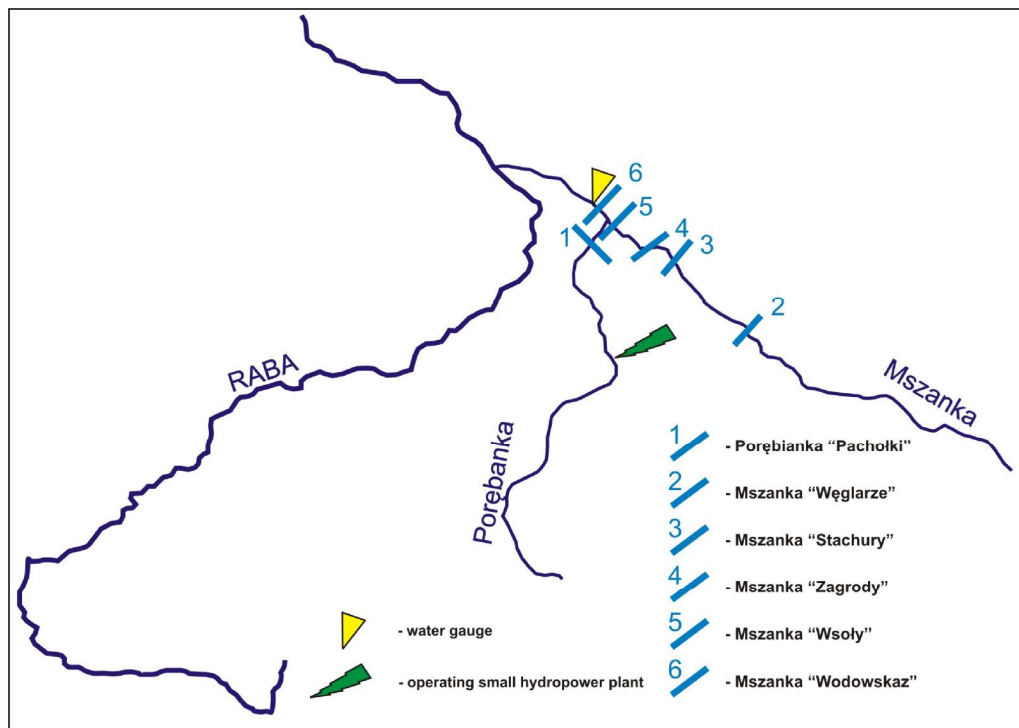 6
5
1
4
3
2
RABA
Mszanka
Porębanka
1 - Porębianka “Pachołki”
2 - Mszanka “Węglarze”
3 - Mszanka “Stachury”
4 - Mszanka “Zagrody”
5 - Mszanka “Wsoły”
6 - Mszanka “Wodowskaz”
- water gauge
- operating small hydropower plant